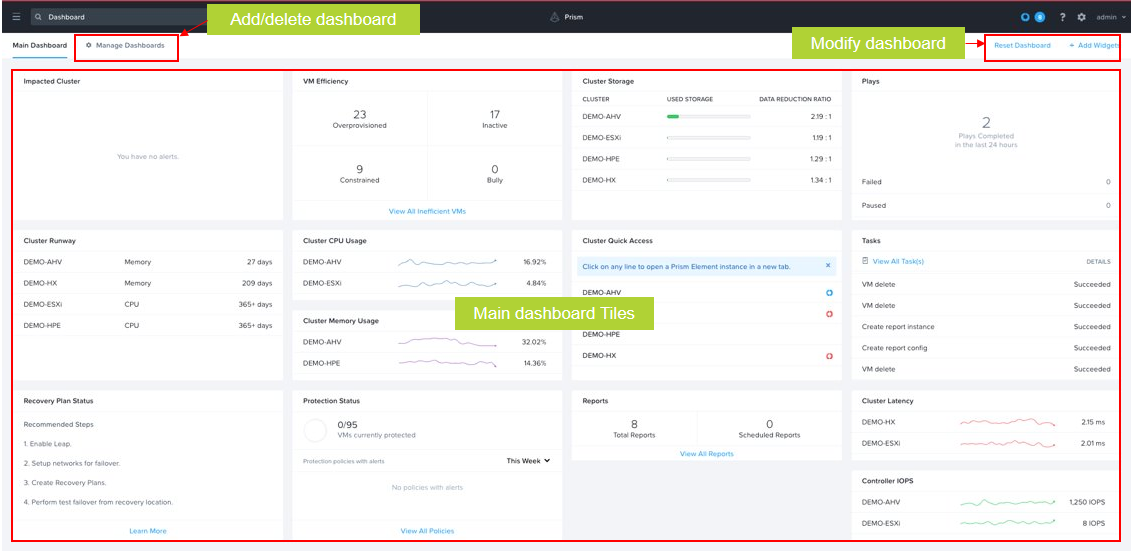 Dashboard
Add/delete dashboard
Prism
8
?
admin
Main Dashboard
Manage Dashboards
Modify dashboard
Reset Dashboard
+ Add Widgets
Impacted Cluster
You have no alerts.
VM Efficiency
23
Overprovisioned
17
Inactive
9
Constrained
0
Bully
View All Inefficient VMs
Cluster Storage
CLUSTER USED STORAGE DATA REDUCTION RATIO
DEMO-AHV 2.19 : 1
DEMO-ESXi 1.19 : 1
DEMO-HPE 1.29 : 1
DEMO-HX 1.34 : 1
Plays
2
Plays Completed
in the last 24 hours
Failed 0
Paused 0
Cluster Runway
DEMO-AHV Memory 27 days
DEMO-HX Memory 209 days
DEMO-ESXi CPU 365+ days
DEMO-HPE CPU 365+ days
Cluster CPU Usage
DEMO-AHV 16.92%
DEMO-ESXi 4.84%
Cluster Memory Usage
DEMO-AHV 32.02%
DEMO-HPE 14.36%
Cluster Quick Access
Click on any line to open a Prism Element instance in a new tab. ×
DEMO-AHV
Main dashboard Tiles
DEMO-HPE
DEMO-HX
Tasks
View All Task(s) DETAILS
VM delete Succeeded
VM delete Succeeded
Create report instance Succeeded
Create report config Succeeded
VM delete Succeeded
Recovery Plan Status
Recommended Steps
1. Enable Leap.
2. Setup networks for failover.
3. Create Recovery Plans.
4. Perform test failover from recovery location.
Learn More
Protection Status
0/95
VMs currently protected
Protection policies with alerts This Week
No policies with alerts
View All Policies
Reports
8
Total Reports
0
Scheduled Reports
View All Reports
Cluster Latency
DEMO-HX 2.15 ms
DEMO-ESXi 2.01 ms
Controller IOPS
DEMO-AHV 1,250 IOPS
DEMO-ESXi 8 IOPS